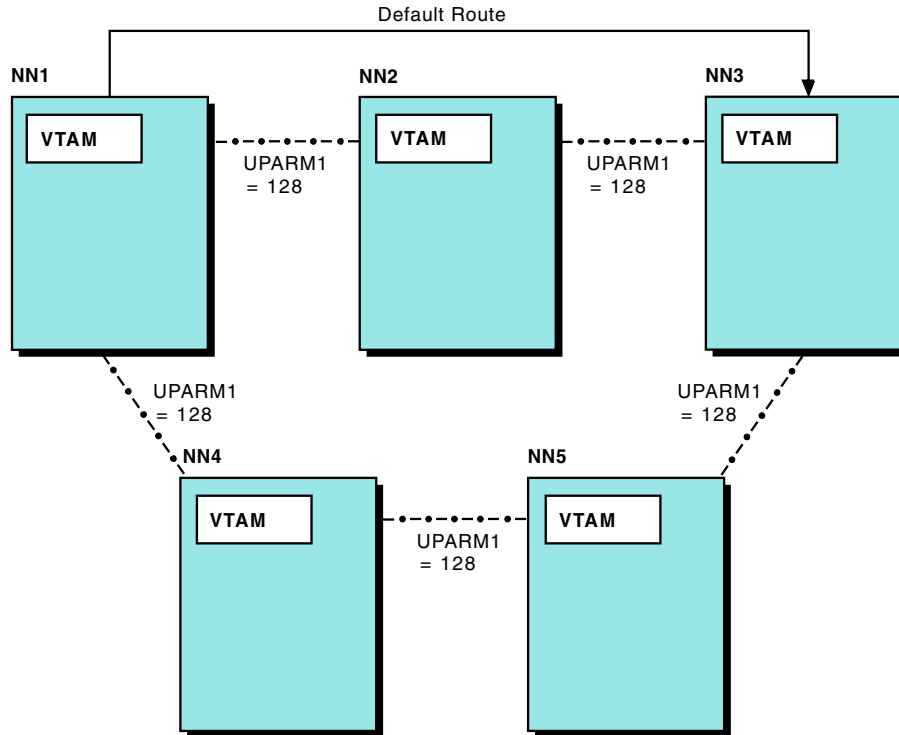 Default Route
NN1
NN2
NN3
VTAM
VTAM
VTAM
UPARM1
= 128
UPARM1
= 128
UPARM1
= 128
UPARM1
= 128
NN4
NN5
VTAM
VTAM
UPARM1
= 128